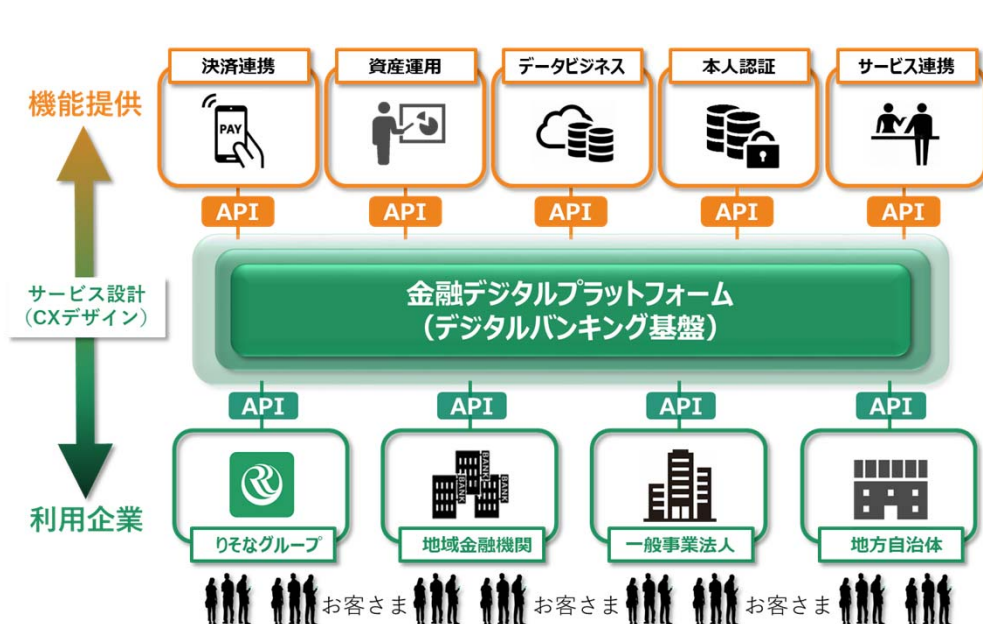 決済連携
資産運用
データビジネス
本人認証
サービス連携
機能提供
PAY
API
API
API
API
API
サービス設計
(CXデザイン)
金融デジタルプラットフォーム
(デジタルバンキング基盤)
API
API
API
API
BANK
BANK
BANK
利用企業
りそなグループ
地域金融機関
一般事業法人
地方自治体
お客さま
お客さま
お客さま